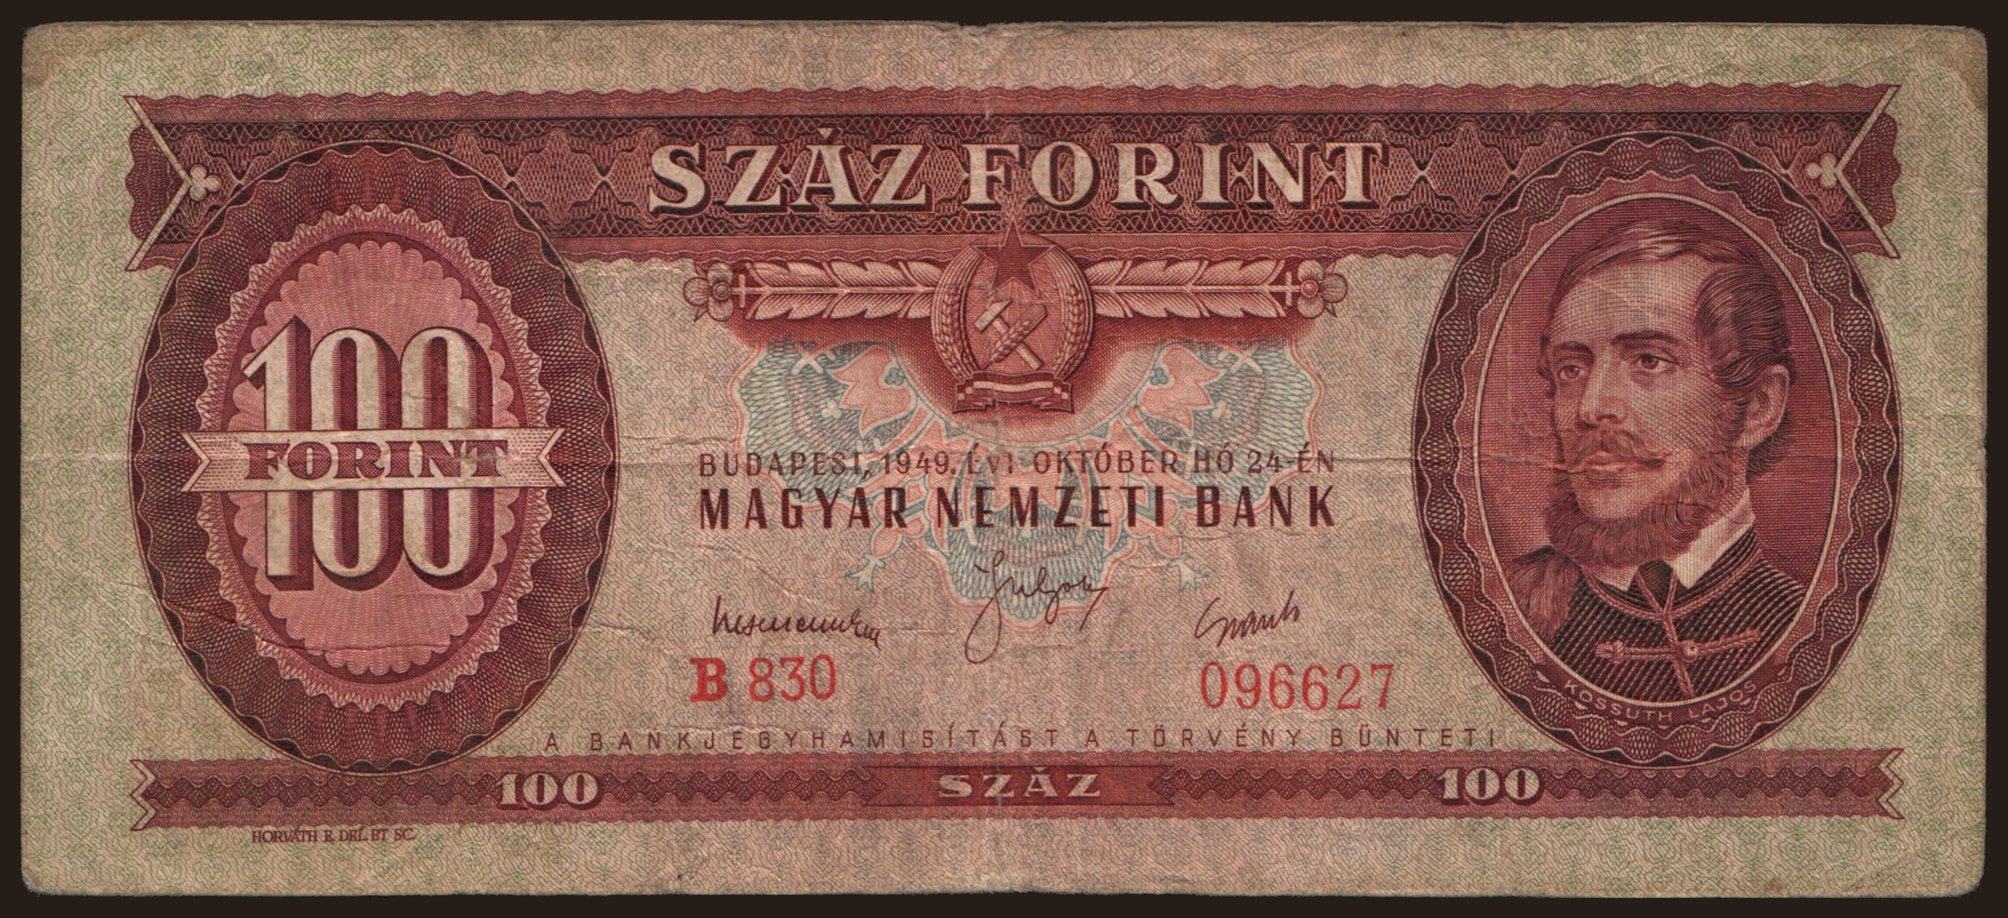 SZÁZ FORINT
100
FORINT
BUDAPEST, 1949. ÉVI OKTÓBER HÓ 24-ÉN
MAGYAR NEMZETI BANK
B 830
096627
KOSSUTH LAJOS
A BANKJEGYHAMISÍTÁST A TÖRVÉNY BÜNTETI
100 SZÁZ 100
HORVÁTH E. DEL. ET SC.